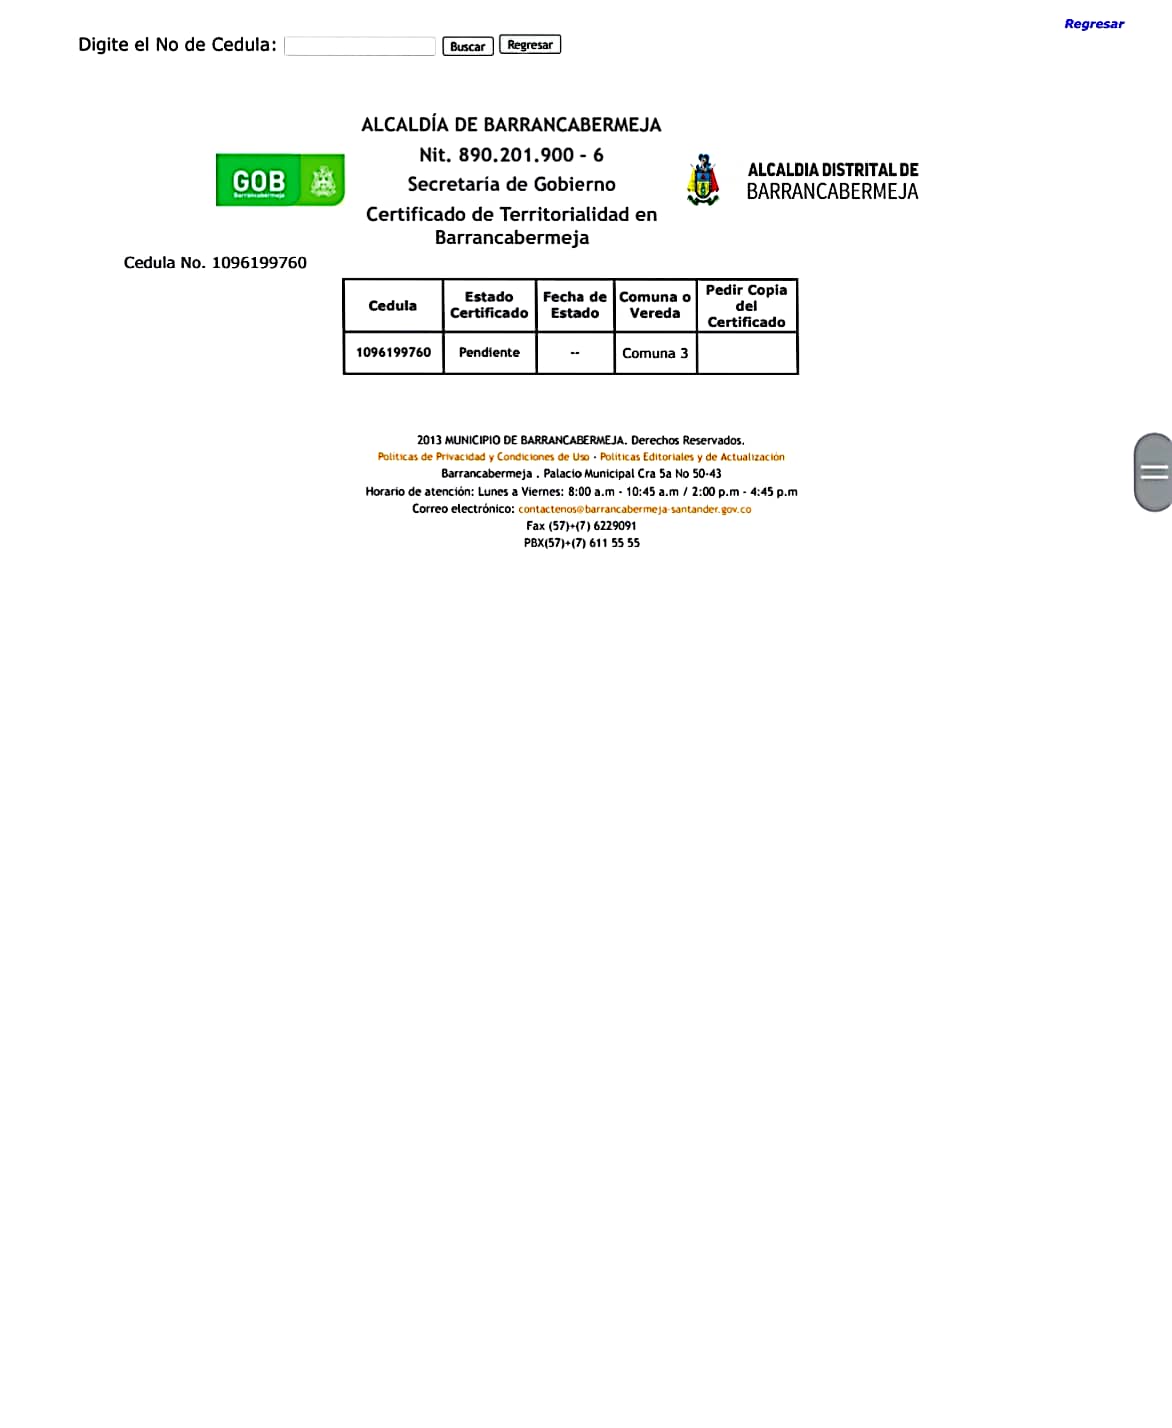 Regresar
Digite el No de Cedula: Buscar Regresar
ALCALDÍA DE BARRANCABERMEJA
Nit. 890.201.900 - 6
Secretaría de Gobierno
Certificado de Territorialidad en
Barrancabermeja
GOB
Barrancabermeja
ALCALDIA DISTRITAL DE
BARRANCABERMEJA
Cedula No. 1096199760
Cedula Estado Certificado Fecha de Estado Comuna o Vereda Pedir Copia del Certificado
1096199760 Pendiente -- Comuna 3
2013 MUNICIPIO DE BARRANCABERMEJA. Derechos Reservados.
Políticas de Privacidad y Condiciones de Uso - Políticas Editoriales y de Actualización
Barrancabermeja . Palacio Municipal Cra 5a No 50-43
Horario de atención: Lunes a Viernes: 8:00 a.m - 10:45 a.m / 2:00 p.m - 4:45 p.m
Correo electrónico: contactenos@barrancabermeja-santander.gov.co
Fax (57)+(7) 6229091
PBX(57)+(7) 611 55 55